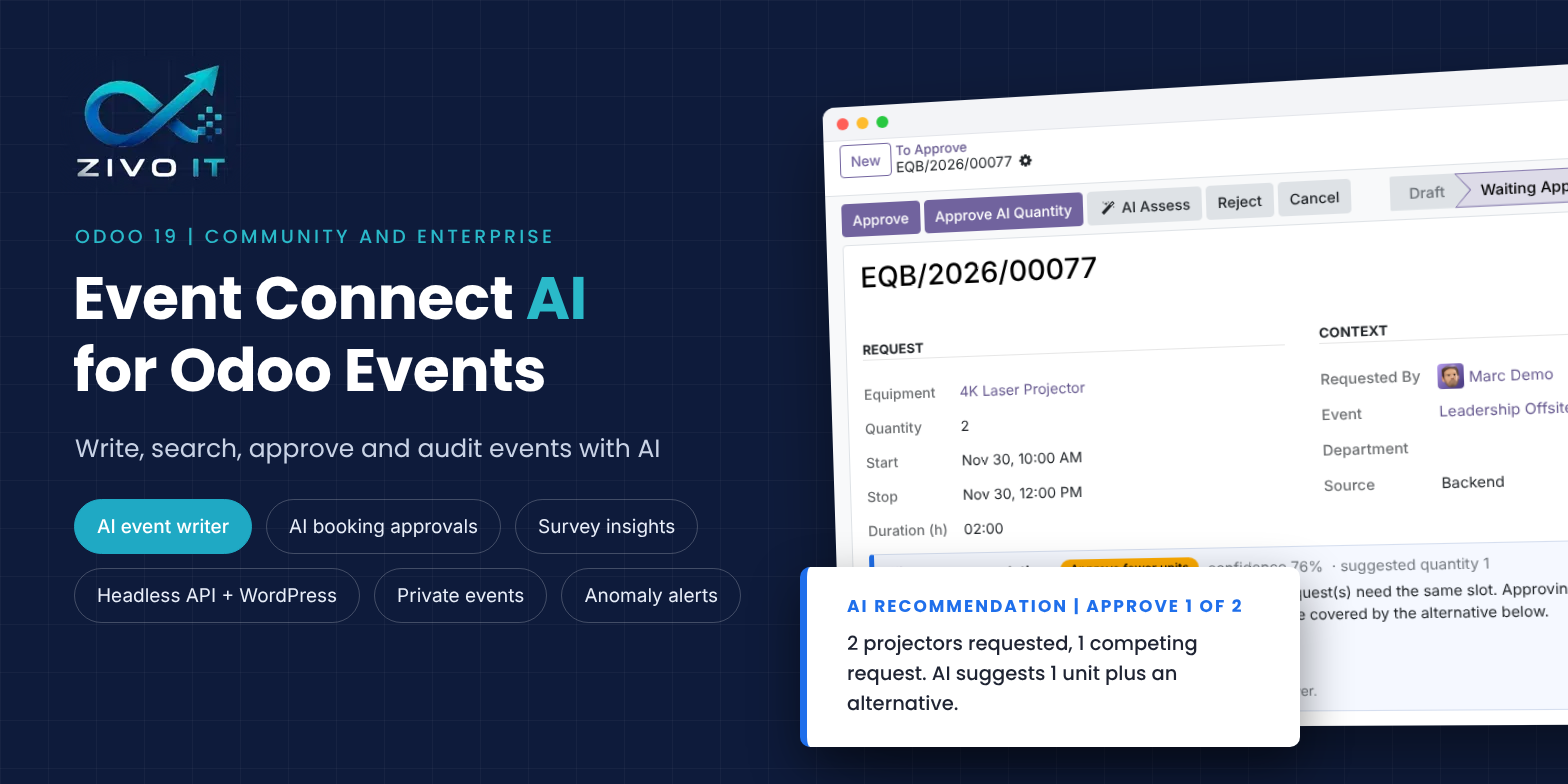 ZIVO IT
ODOO 19 | COMMUNITY AND ENTERPRISE
Event Connect AI
for Odoo Events
Write, search, approve and audit events with AI
AI event writer
AI booking approvals
Survey insights
Headless API + WordPress
Private events
Anomaly alerts
New
To Approve
EQB/2026/00077
Approve
Approve AI Quantity
AI Assess
Reject
Cancel
Draft
Waiting App
EQB/2026/00077
REQUEST
Equipment 4K Laser Projector
Quantity 2
Start Nov 30, 10:00 AM
Stop Nov 30, 12:00 PM
Duration (h) 02:00
CONTEXT
Requested By Marc Demo
Event Leadership Offsite
Department
Source Backend
76% · suggested quantity 1
quest(s) need the same slot. Approvin
e covered by the alternative below.
er.
AI RECOMMENDATION | APPROVE 1 OF 2
2 projectors requested, 1 competing
request. AI suggests 1 unit plus an
alternative.